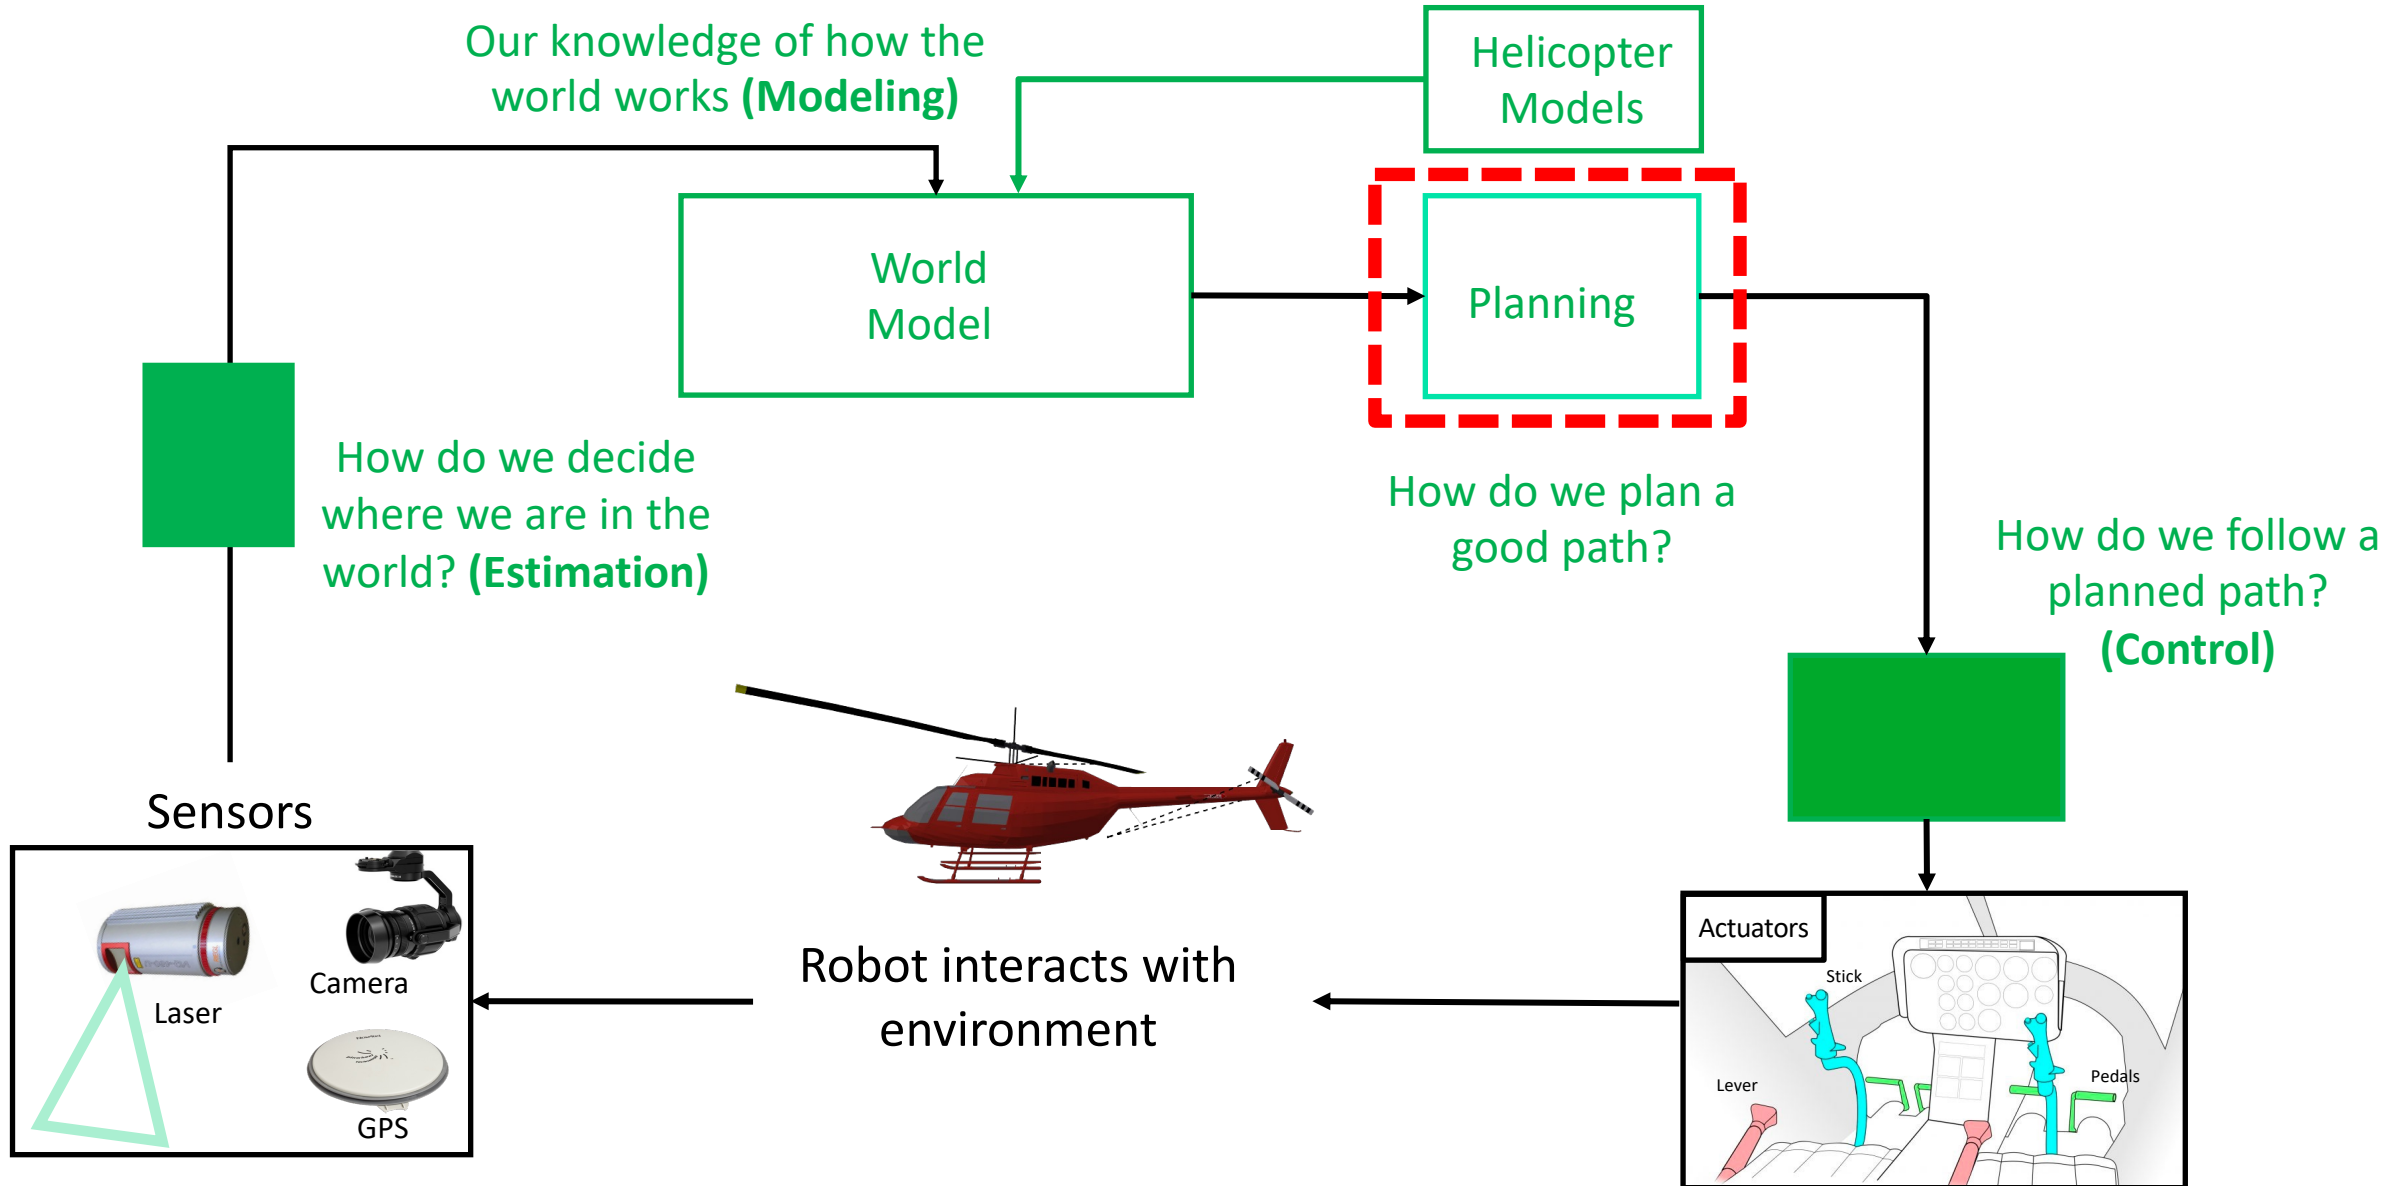 Our knowledge of how the
world works (Modeling)
Helicopter
Models
World
Model
Planning
How do we decide
where we are in the
world? (Estimation)
How do we plan a
good path?
How do we follow a
planned path?
(Control)
Sensors
Camera
Laser
GPS
Robot interacts with
environment
Actuators
Stick
Lever
Pedals